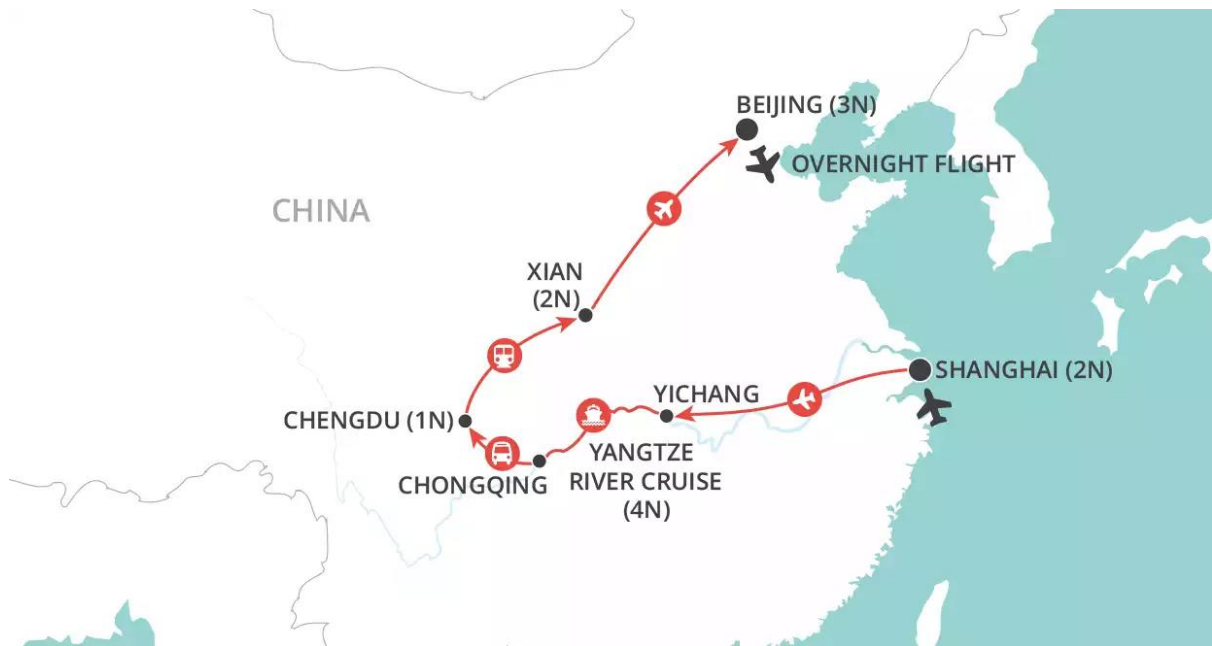 BEIJING (3N)
OVERNIGHT FLIGHT
CHINA
XIAN
(2N)
SHANGHAI (2N)
YICHANG
CHENGDU (1N)
YANGTZE
RIVER CRUISE
(4N)
CHONGQING